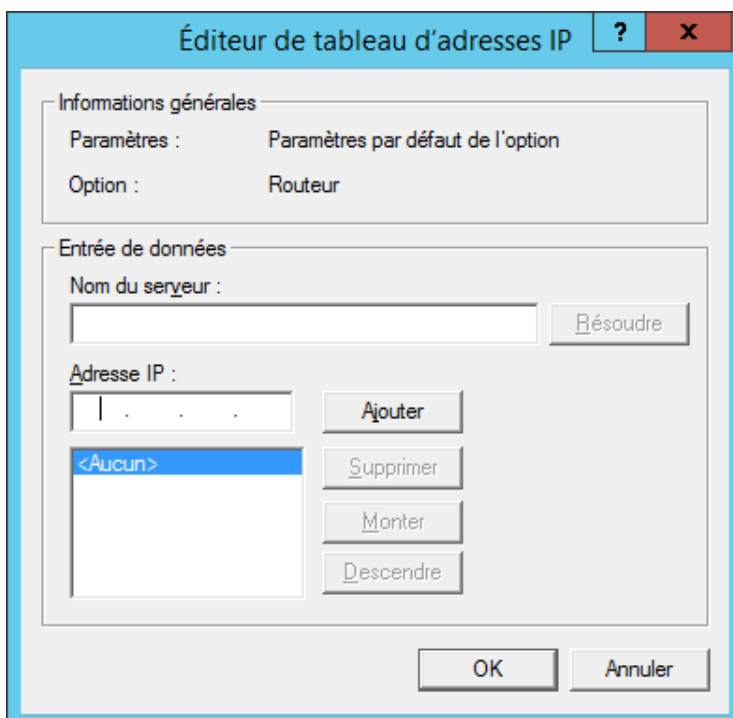 Éditeur de tableau d'adresses IP ? x
Informations générales
Paramètres : Paramètres par défaut de l'option
Option : Routeur
Entrée de données
Nom du serveur :
Résoudre
Adresse IP :
. . . Ajouter
<Aucun> Supprimer
Monter
Descendre
OK Annuler